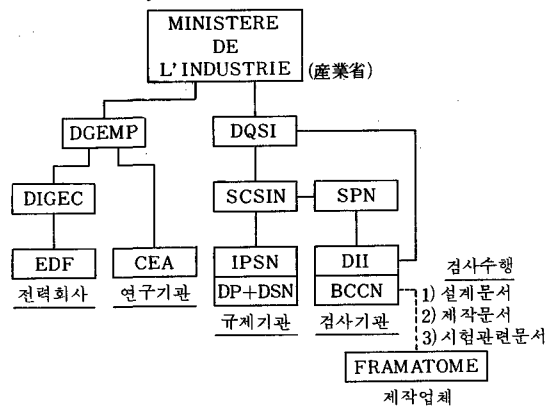 MINISTERE
DE
L'INDUSTRIE
(産業省)
DGEMP
DQSI
DIGEC
SCSIN
SPN
EDF
CEA
IPSN
DII
DP+DSN
BCCN
전력회사
연구기관
규제기관
검사기관
검사수행
1) 설계문서
2) 제작문서
3) 시험관련문서
FRAMATOME
제작업체